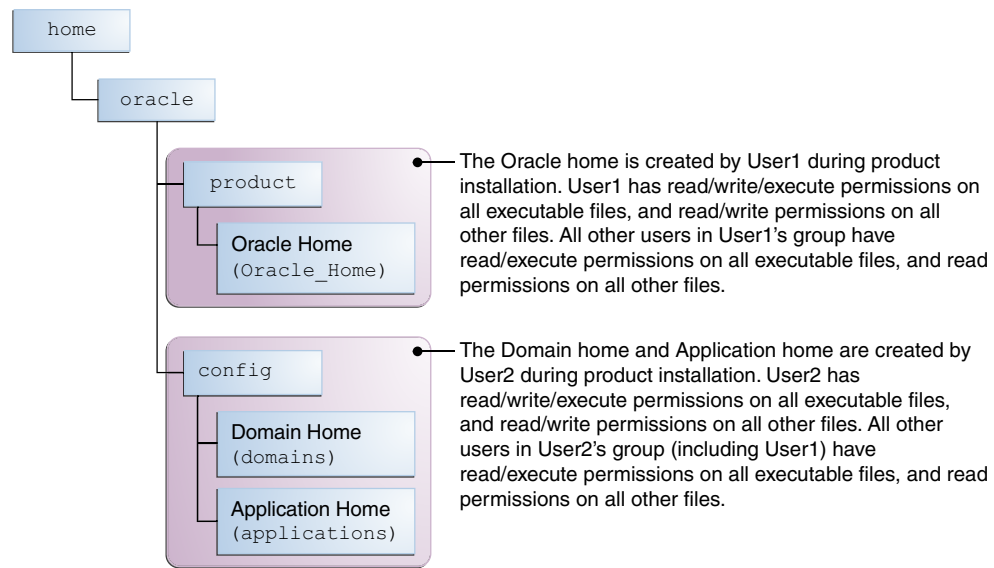 home
oracle
product
Oracle Home
(Oracle_Home)
The Oracle home is created by User1 during product
installation. User1 has read/write/execute permissions on
all executable files, and read/write permissions on all
other files. All other users in User1's group have
read/execute permissions on all executable files, and read
permissions on all other files.
config
Domain Home
(domains)
Application Home
(applications)
The Domain home and Application home are created by
User2 during product installation. User2 has
read/write/execute permissions on all executable files,
and read/write permissions on all other files. All other
users in User2's group (including User1) have
read/execute permissions on all executable files, and read
permissions on all other files.